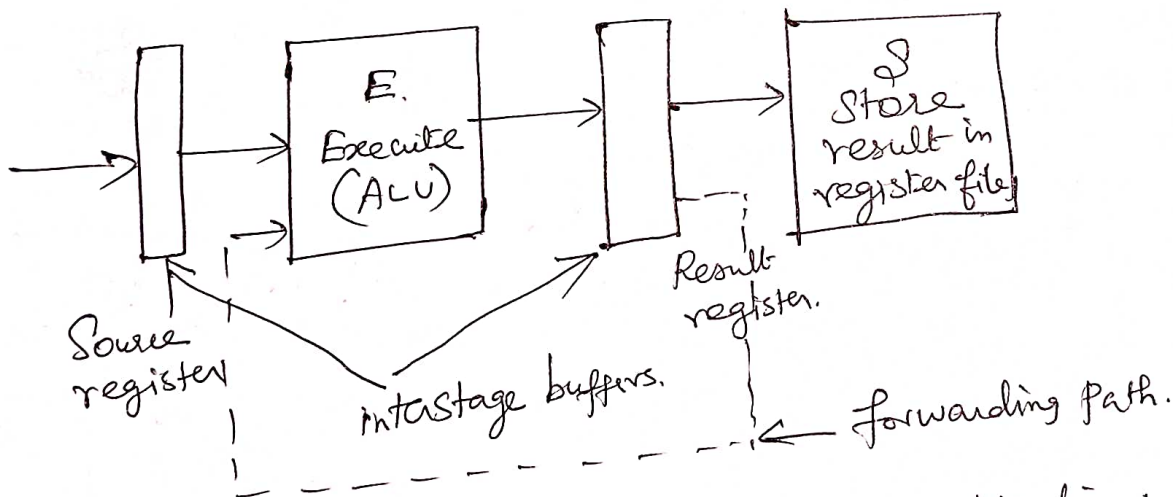 E.
Execute
(ALU)
S
Store
result in
register file
Source
register
interstage buffers.
Result
register.
forwarding path.